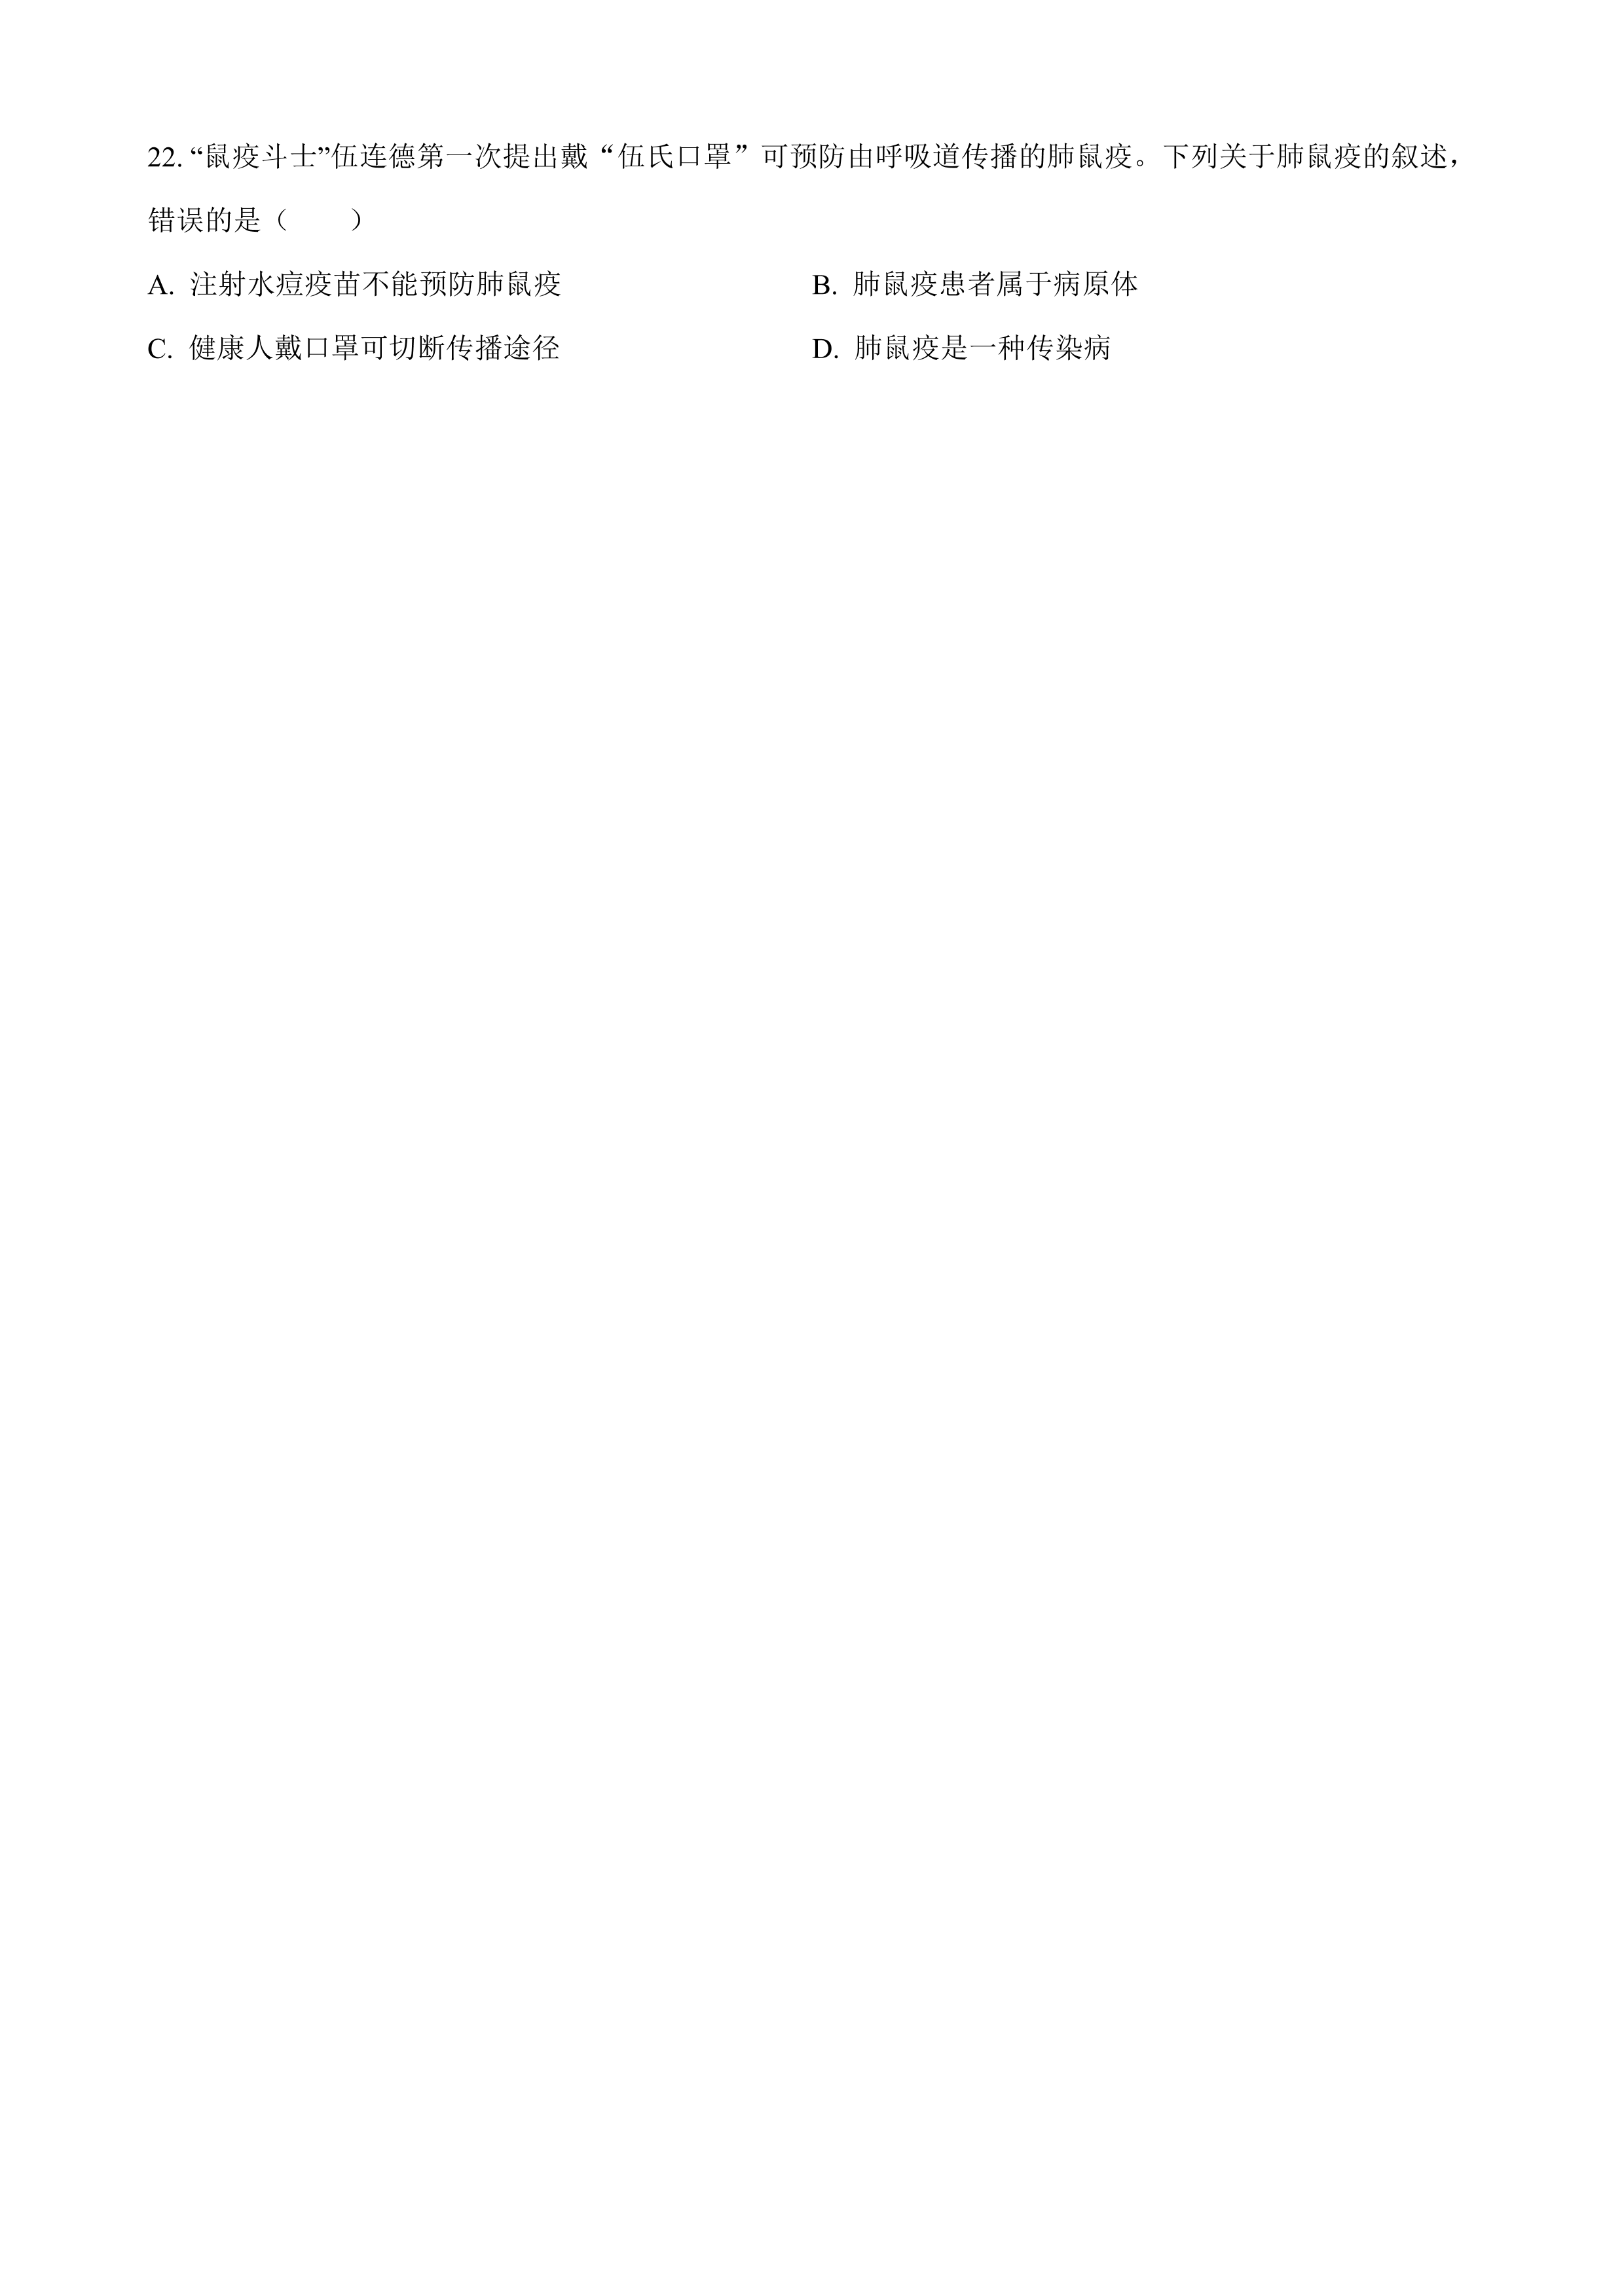 22. “鼠疫斗士”伍连德第一次提出戴“伍氏口罩”可预防由呼吸道传播的肺鼠疫。下列关于肺鼠疫的叙述，
错误的是（　　）
A. 注射水痘疫苗不能预防肺鼠疫　　B. 肺鼠疫患者属于病原体
C. 健康人戴口罩可切断传播途径　　D. 肺鼠疫是一种传染病